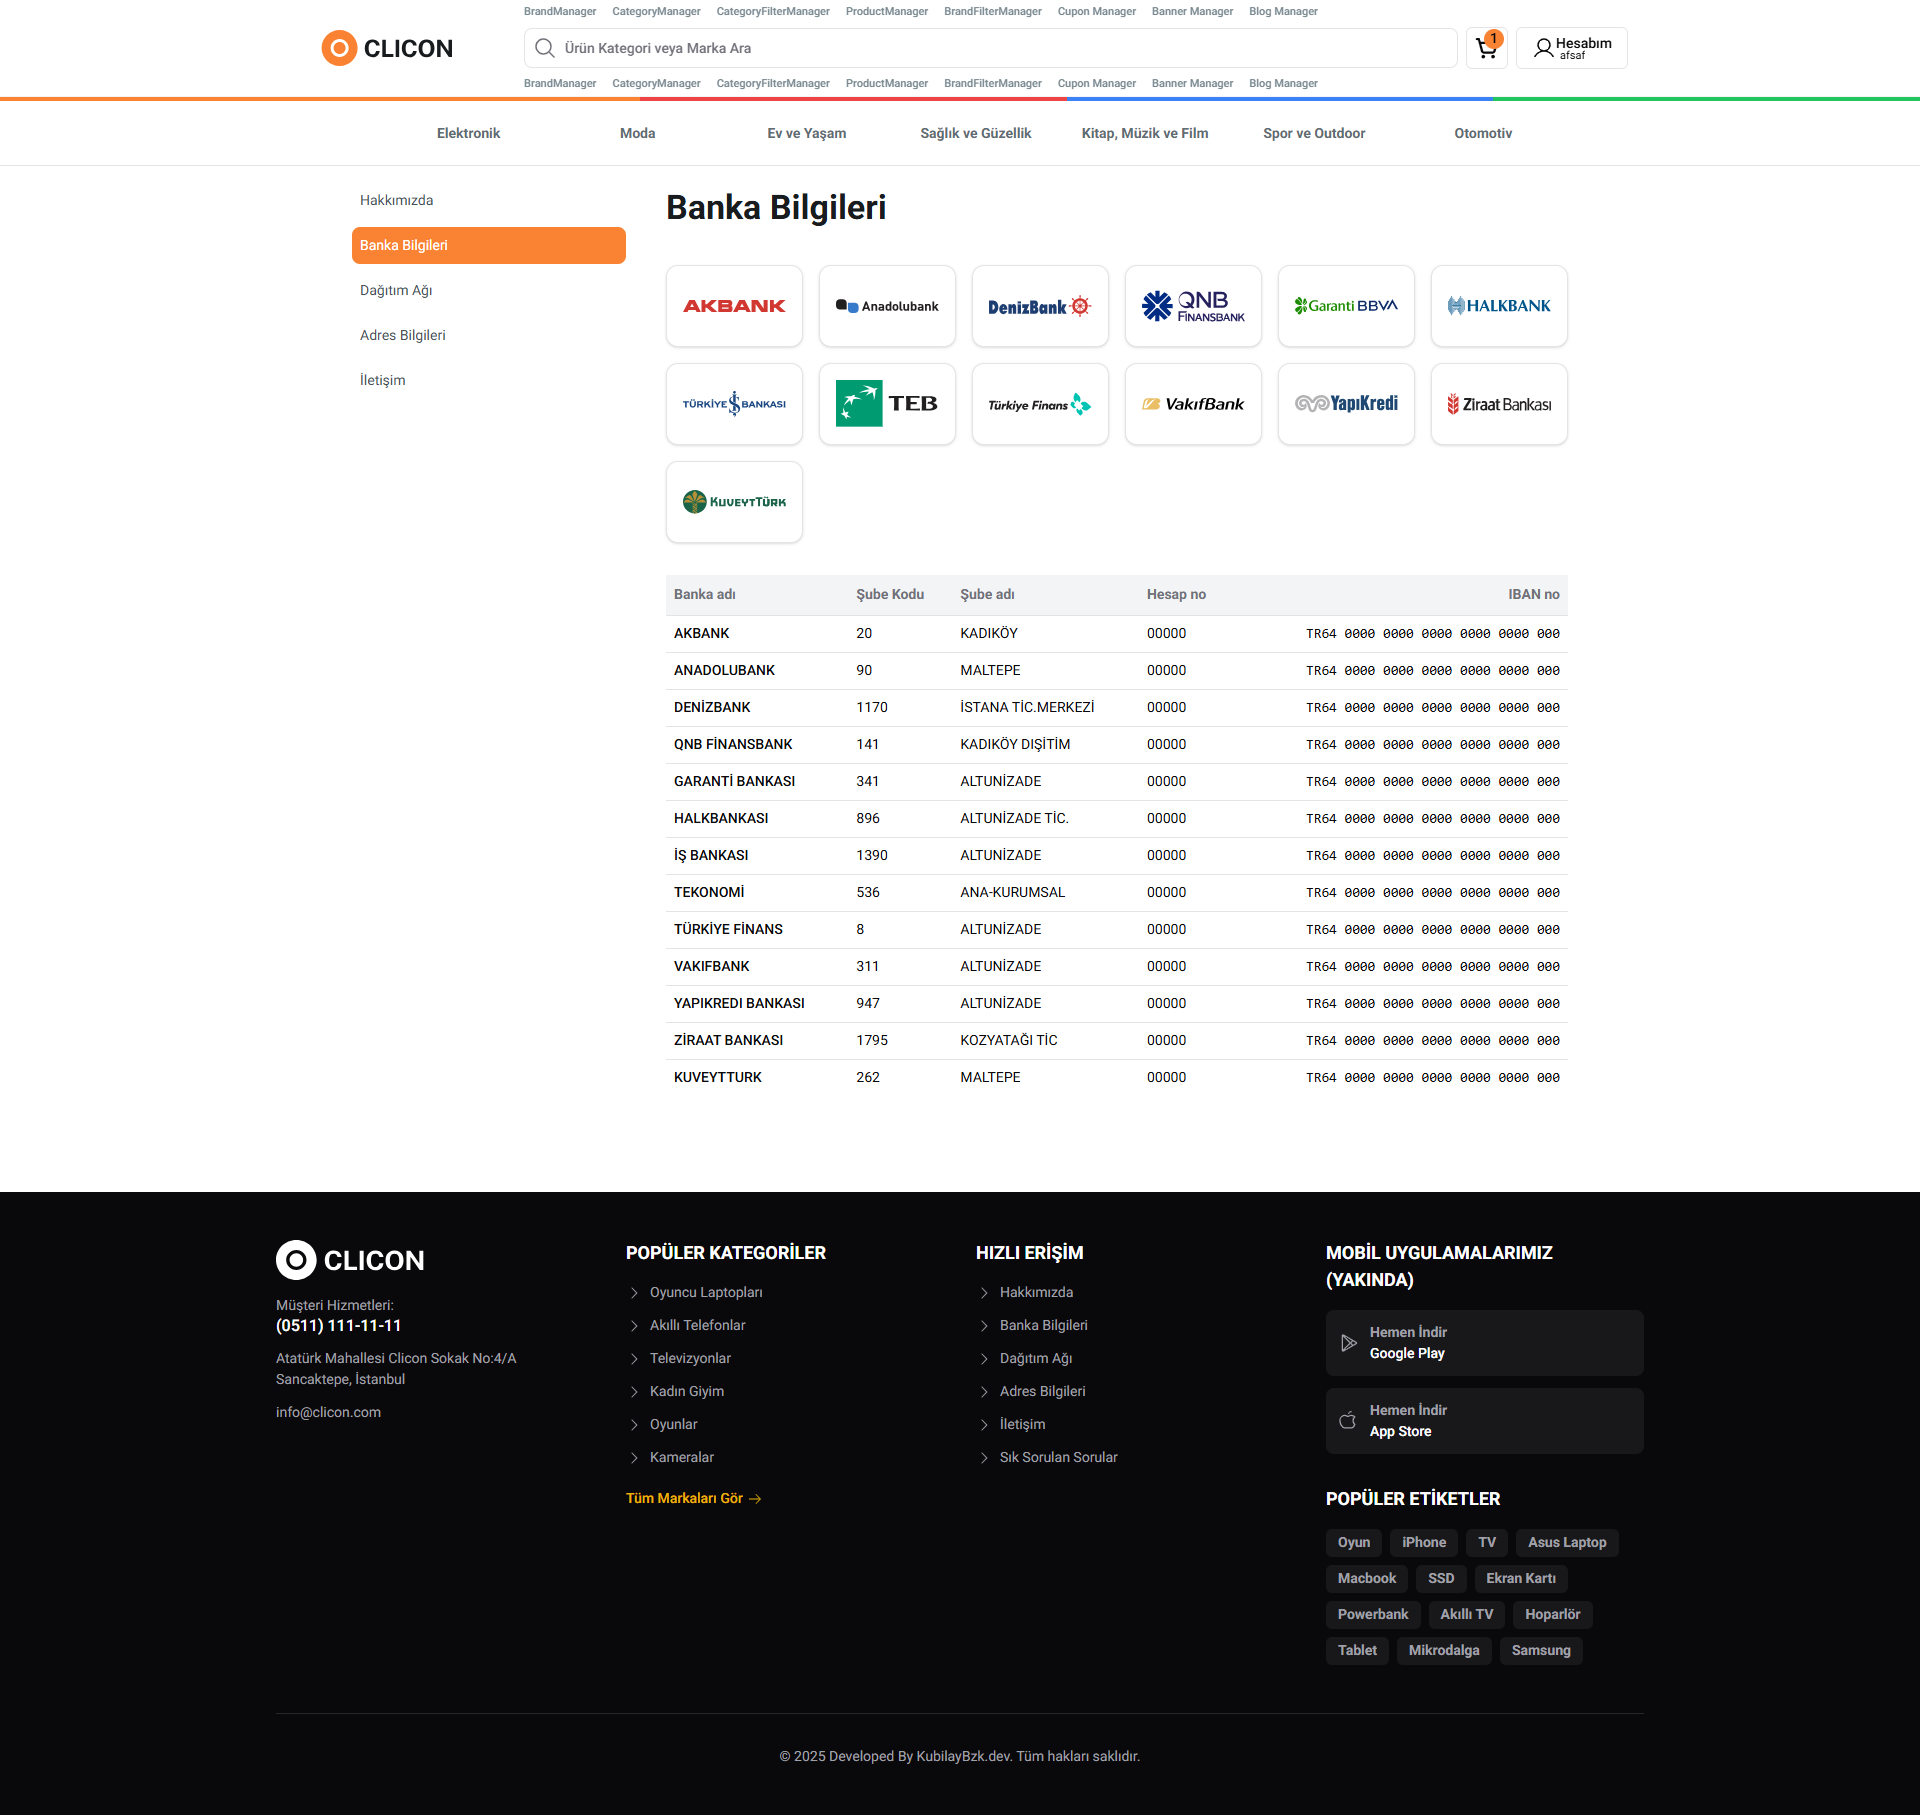 BrandManager CategoryManager CategoryFilterManager ProductManager BrandFilterManager Cupon Manager Banner Manager Blog Manager
CLICON
Ürün Kategori veya Marka Ara
1
Hesabım
afsaf
BrandManager CategoryManager CategoryFilterManager ProductManager BrandFilterManager Cupon Manager Banner Manager Blog Manager
Elektronik Moda Ev ve Yaşam Sağlık ve Güzellik Kitap, Müzik ve Film Spor ve Outdoor Otomotiv
Hakkımızda
Banka Bilgileri
Dağıtım Ağı
Adres Bilgileri
İletişim
Banka Bilgileri
AKBANK Anadolubank DenizBank QNB FİNANSBANK Garanti BBVA HALKBANK
TÜRKİYE İŞ BANKASI TEB Türkiye Finans VakıfBank YapıKredi Ziraat Bankası
KUVEYTTÜRK
Banka adı Şube Kodu Şube adı Hesap no IBAN no
AKBANK 20 KADIKÖY 00000 TR64 0000 0000 0000 0000 0000 000
ANADOLUBANK 90 MALTEPE 00000 TR64 0000 0000 0000 0000 0000 000
DENİZBANK 1170 İSTANA TİC.MERKEZİ 00000 TR64 0000 0000 0000 0000 0000 000
QNB FİNANSBANK 141 KADIKÖY DIŞİTİM 00000 TR64 0000 0000 0000 0000 0000 000
GARANTİ BANKASI 341 ALTUNİZADE 00000 TR64 0000 0000 0000 0000 0000 000
HALKBANKASI 896 ALTUNİZADE TİC. 00000 TR64 0000 0000 0000 0000 0000 000
İŞ BANKASI 1390 ALTUNİZADE 00000 TR64 0000 0000 0000 0000 0000 000
TEKONOMİ 536 ANA-KURUMSAL 00000 TR64 0000 0000 0000 0000 0000 000
TÜRKİYE FİNANS 8 ALTUNİZADE 00000 TR64 0000 0000 0000 0000 0000 000
VAKIFBANK 311 ALTUNİZADE 00000 TR64 0000 0000 0000 0000 0000 000
YAPIKREDI BANKASI 947 ALTUNİZADE 00000 TR64 0000 0000 0000 0000 0000 000
ZİRAAT BANKASI 1795 KOZYATAĞI TİC 00000 TR64 0000 0000 0000 0000 0000 000
KUVEYTTURK 262 MALTEPE 00000 TR64 0000 0000 0000 0000 0000 000
CLICON
Müşteri Hizmetleri:
(0511) 111-11-11
Atatürk Mahallesi Clicon Sokak No:4/A
Sancaktepe, İstanbul
info@clicon.com
POPÜLER KATEGORİLER
Oyuncu Laptopları
Akıllı Telefonlar
Televizyonlar
Kadın Giyim
Oyunlar
Kameralar
Tüm Markaları Gör
HIZLI ERİŞİM
Hakkımızda
Banka Bilgileri
Dağıtım Ağı
Adres Bilgileri
İletişim
Sık Sorulan Sorular
MOBİL UYGULAMALARIMIZ
(YAKINDA)
Hemen İndir
Google Play
Hemen İndir
App Store
POPÜLER ETİKETLER
Oyun iPhone TV Asus Laptop
Macbook SSD Ekran Kartı
Powerbank Akıllı TV Hoparlör
Tablet Mikrodalga Samsung
© 2025 Developed By KubilayBzk.dev. Tüm hakları saklıdır.